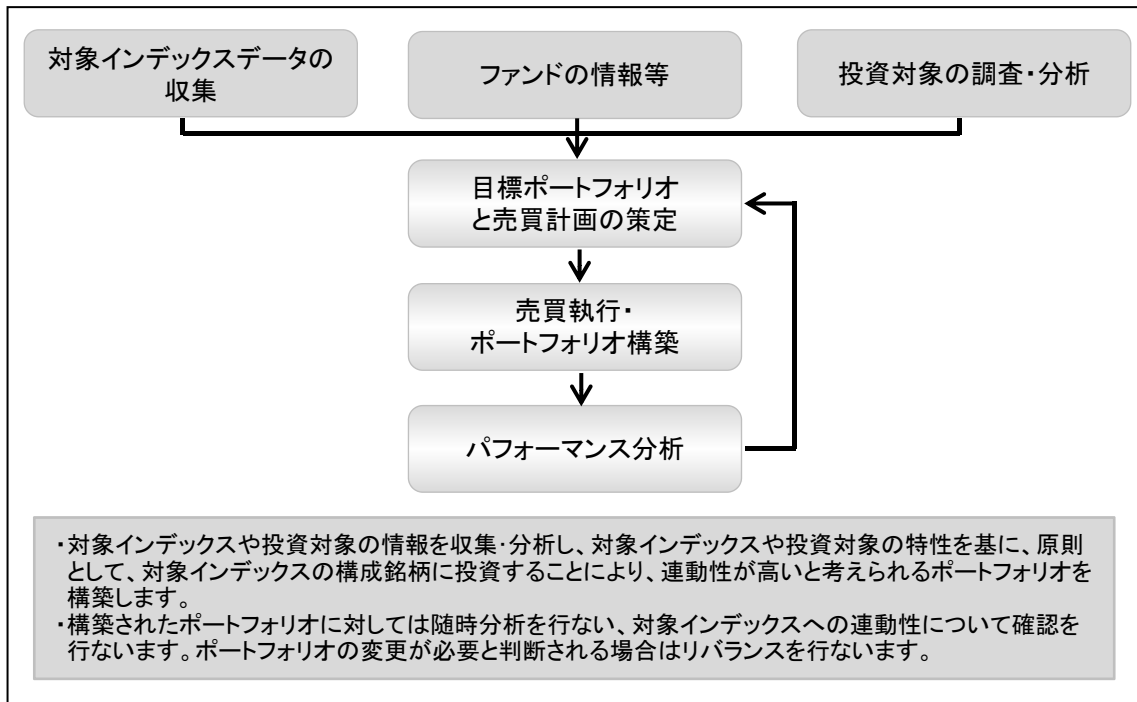 対象インデックスデータの
収集
ファンドの情報等
投資対象の調査・分析
目標ポートフォリオ
と売買計画の策定
売買執行・
ポートフォリオ構築
パフォーマンス分析
・対象インデックスや投資対象の情報を収集・分析し、対象インデックスや投資対象の特性を基に、原則
として、対象インデックスの構成銘柄に投資することにより、連動性が高いと考えられるポートフォリオを
構築します。
・構築されたポートフォリオに対しては随時分析を行ない、対象インデックスへの連動性について確認を
行ないます。ポートフォリオの変更が必要と判断される場合はリバランスを行ないます。